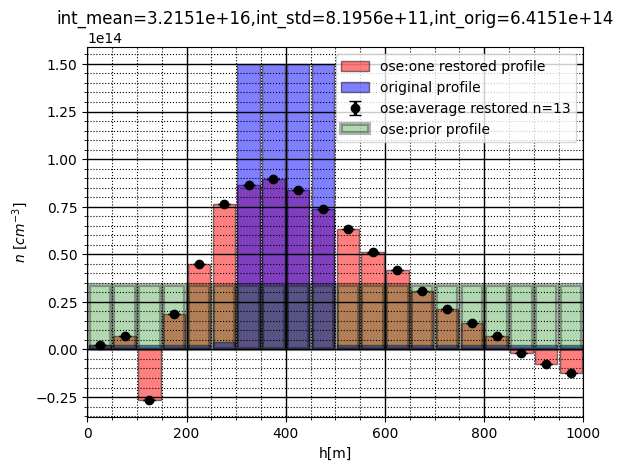 int_mean=3.2151e+16,int_std=8.1956e+11,int_orig=6.4151e+14
1e14
ose:one restored profile
original profile
ose:average restored n=13
ose:prior profile
1.50
1.25
1.00
0.75
0.50
0.25
0.00
−0.25
n [cm⁻³]
0 200 400 600 800 1000
h[m]